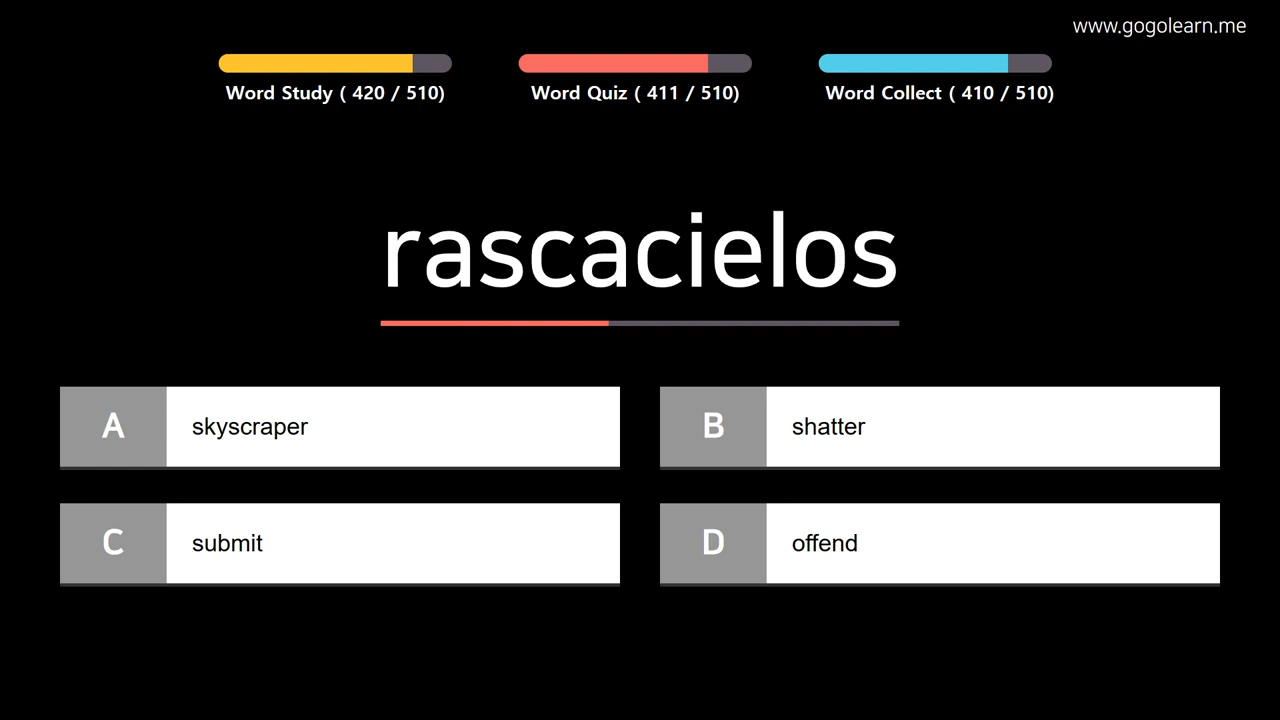 www.gogolearn.me
Word Study ( 420 / 510)
Word Quiz ( 411 / 510)
Word Collect ( 410 / 510)
rascacielos
A skyscraper
B shatter
C submit
D offend